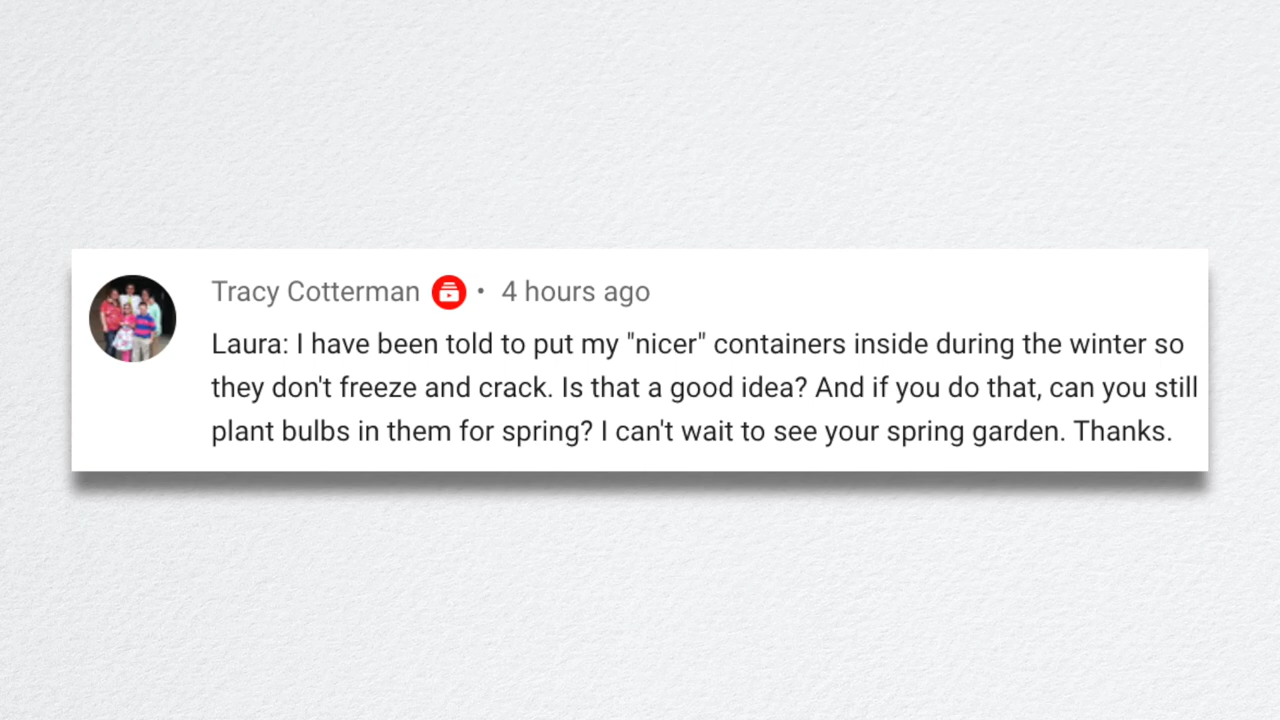 Tracy Cotterman • 4 hours ago
Laura: I have been told to put my "nicer" containers inside during the winter so
they don't freeze and crack. Is that a good idea? And if you do that, can you still
plant bulbs in them for spring? I can't wait to see your spring garden. Thanks.